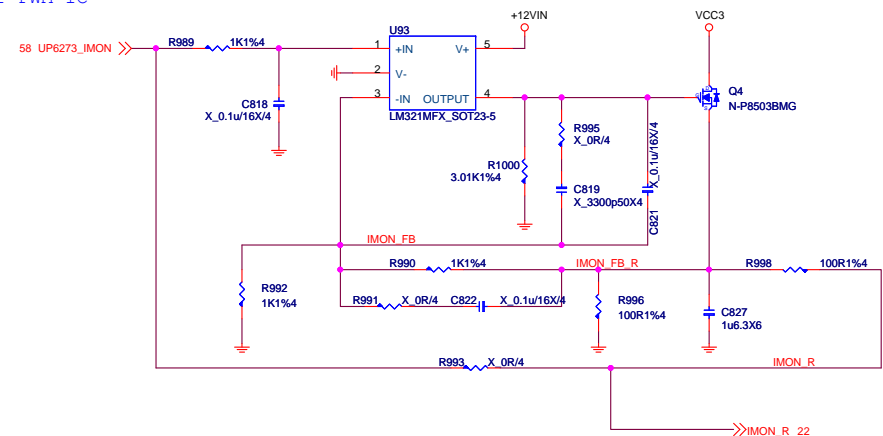 +12VIN
VCC3
U93
58 UP6273_IMON
R989
1K1%4
1
+IN
V+
5
2
V-
3
-IN
OUTPUT
4
LM321MFX_SOT23-5
C818
X_0.1u/16X/4
Q4
N-P8503BMG
R995
X_0R/4
X_0.1u/16X/4
R1000
3.01K1%4
C819
X_3300p50X4
C821
IMON_FB
R990
1K1%4
IMON_FB_R
R998
100R1%4
R992
1K1%4
R991
X_0R/4
C822
X_0.1u/16X/4
R996
100R1%4
C827
1u6.3X6
R993
X_0R/4
IMON_R
IMON_R 22